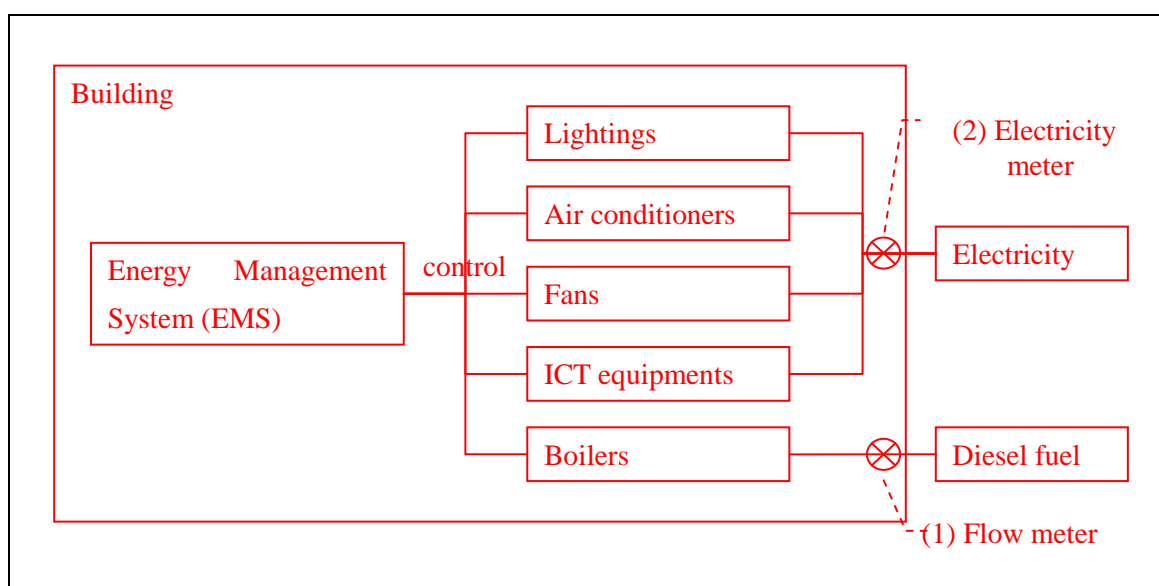 Building
Lightings
(2) Electricity
meter
Air conditioners
Energy Management
System (EMS)
control
Electricity
Fans
ICT equipments
Boilers
Diesel fuel
(1) Flow meter